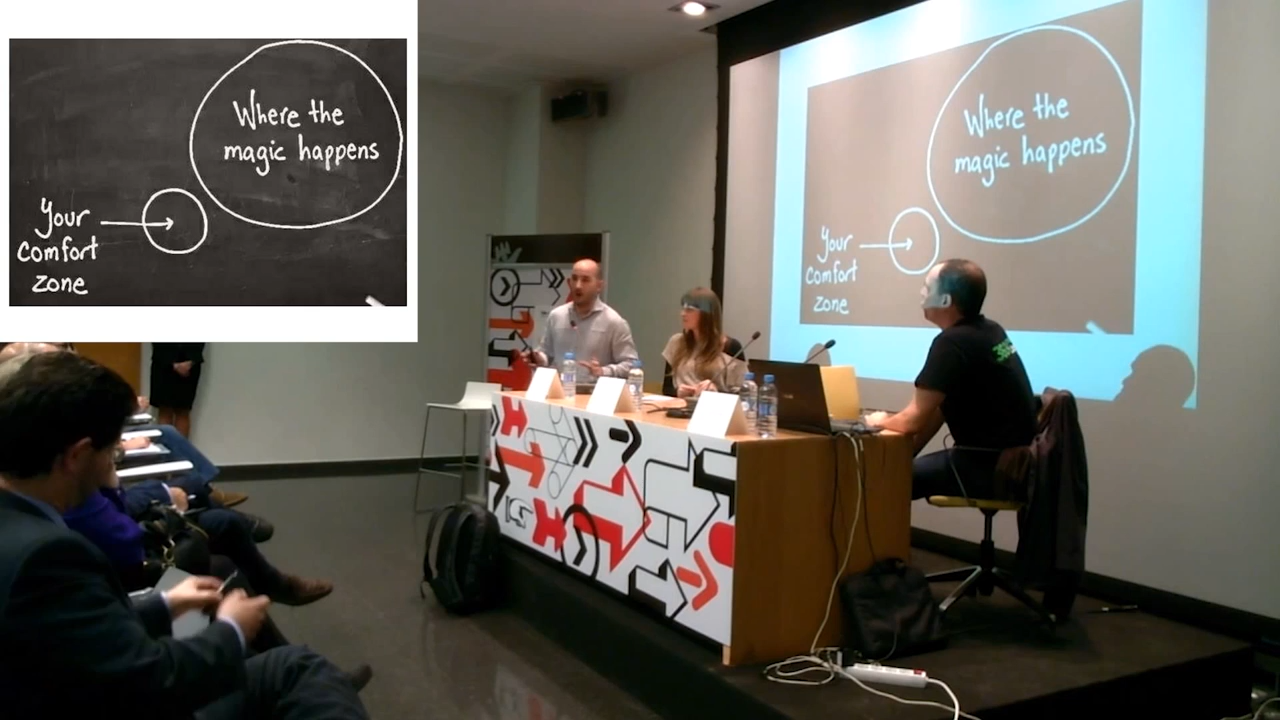 Where the
magic happens
Your
comfort
zone
Where the
magic happens
Your
comfort
zone